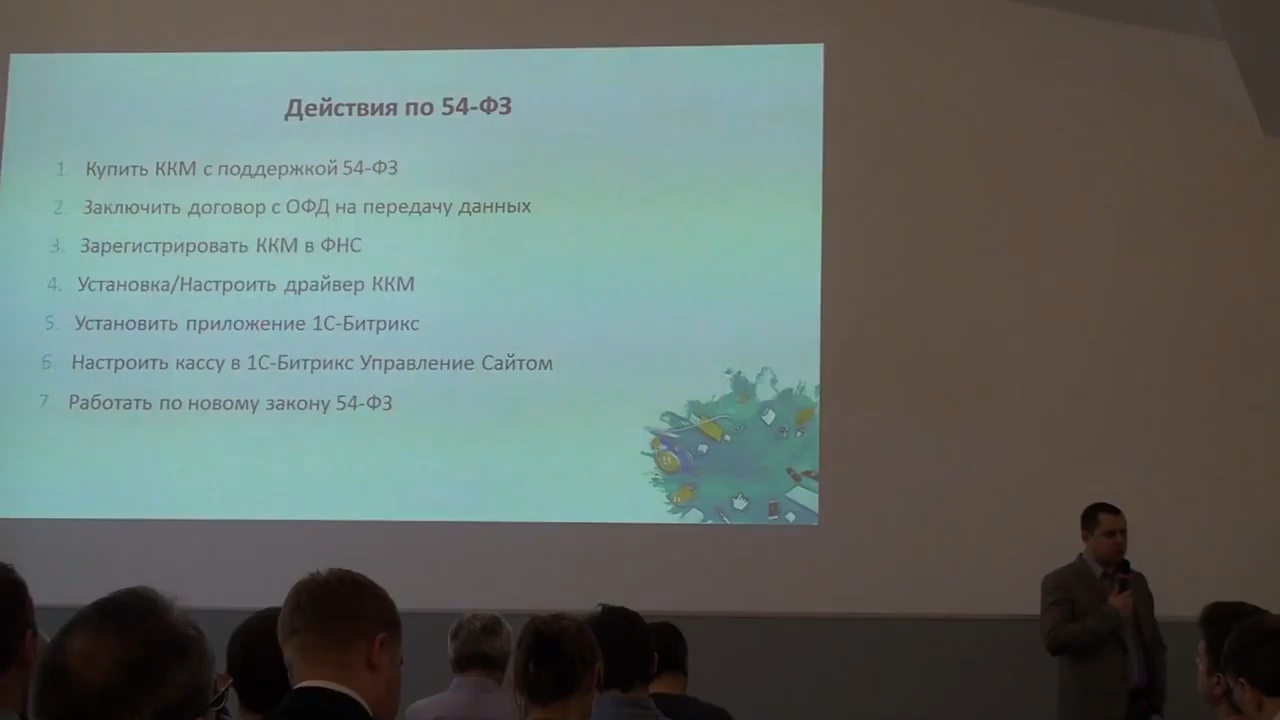 Действия по 54-ФЗ
1. Купить ККМ с поддержкой 54-ФЗ
2. Заключить договор с ОФД на передачу данных
3. Зарегистрировать ККМ в ФНС
4. Установка/Настроить драйвер ККМ
5. Установить приложение 1С-Битрикс
6. Настроить кассу в 1С-Битрикс Управление Сайтом
7. Работать по новому закону 54-ФЗ